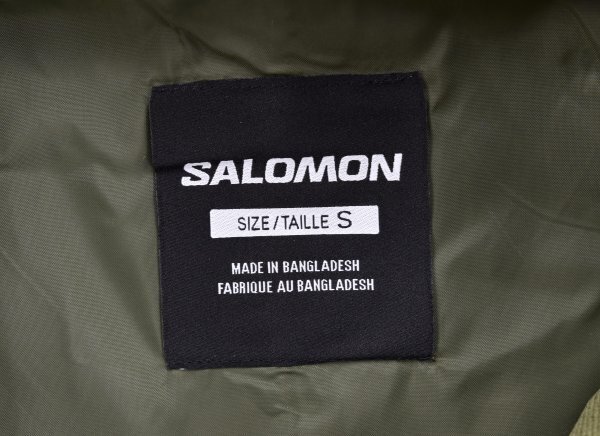 SALOMON
SIZE/TAILLE S
MADE IN BANGLADESH
FABRIQUE AU BANGLADESH